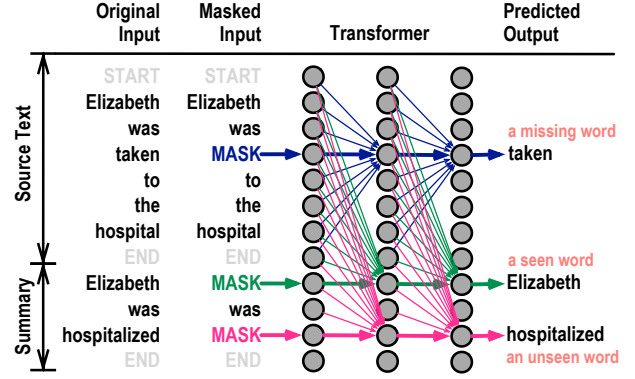 Original Input Masked Input Transformer Predicted Output
Source Text
START START
Elizabeth Elizabeth
was was
a missing word
taken MASK taken
to to
the the
hospital hospital
END END
a seen word
Summary
Elizabeth MASK Elizabeth
was was
hospitalized MASK hospitalized
END END
an unseen word